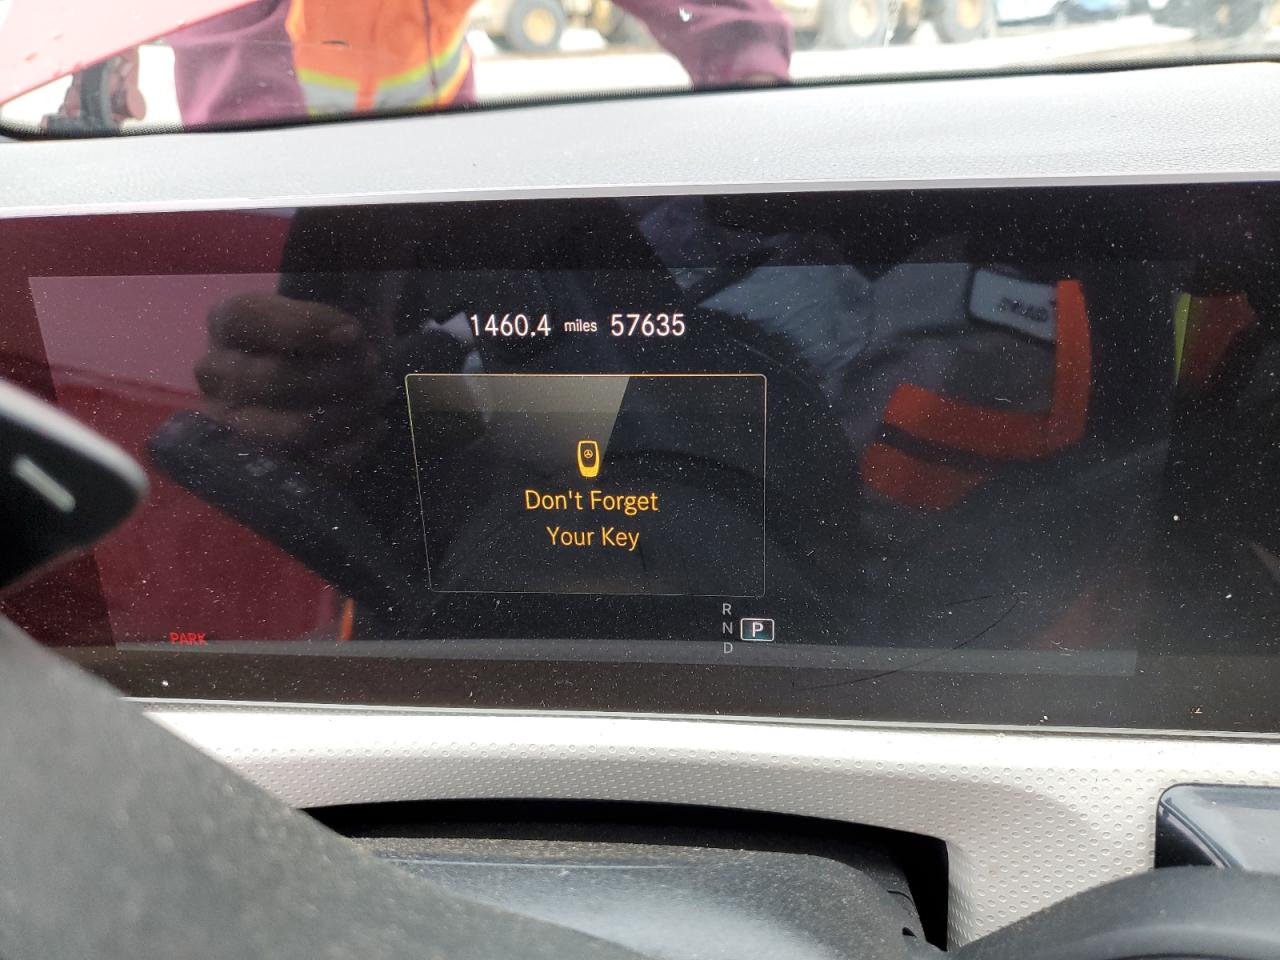 1460.4 miles 57635
Don't Forget
Your Key
R
N P
D
PARK